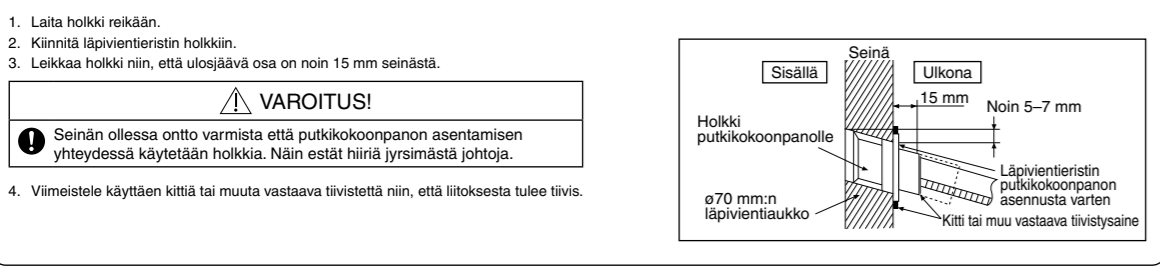 1. Laita holkki reikään.
2. Kiinnitä läpivientieristin holkkiin.
3. Leikkaa holkki niin, että ulosjäävä osa on noin 15 mm seinästä.
VAROITUS!
Seinän ollessa ontto varmista että putkikokoonpanon asentamisen
yhteydessä käytetään holkkia. Näin estät hiiriä jyrsimästä johtoja.
4. Viimeistele käyttäen kittiä tai muuta vastaava tiivistettä niin, että liitoksesta tulee tiivis.
Seinä
Sisällä
Ulkona
15 mm
Noin 5–7 mm
Holkki
putkikokoonpanolle
Läpivientieristin
putkikokoonpanon
asennusta varten
ø70 mm:n
läpivientiaukko
Kitti tai muu vastaava tiivistysaine